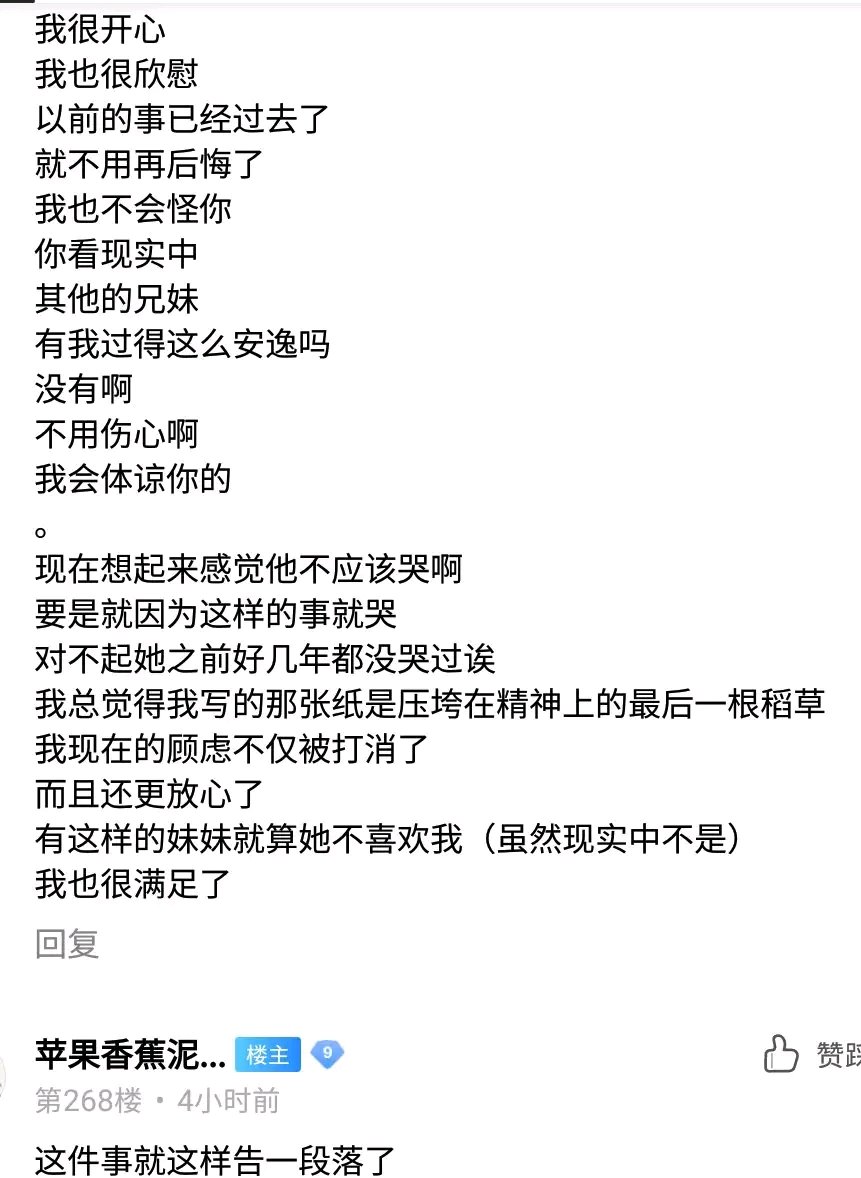 我很开心
我也很欣慰
以前的事已经过去了
就不用再后悔了
我也不会怪你
你看现实中
其他的兄妹
有我过得这么安逸吗
没有啊
不用伤心啊
我会体谅你的
。
现在想起来感觉他不应该哭啊
要是就因为这样的事就哭
对不起她之前好几年都没哭过诶
我总觉得我写的那张纸是压垮在精神上的最后一根稻草
我现在的顾虑不仅被打消了
而且还更放心了
有这样的妹妹就算她不喜欢我（虽然现实中不是）
我也很满足了
回复
苹果香蕉泥... 楼主 9
赞踩
第268楼 • 4小时前
这件事就这样告一段落了